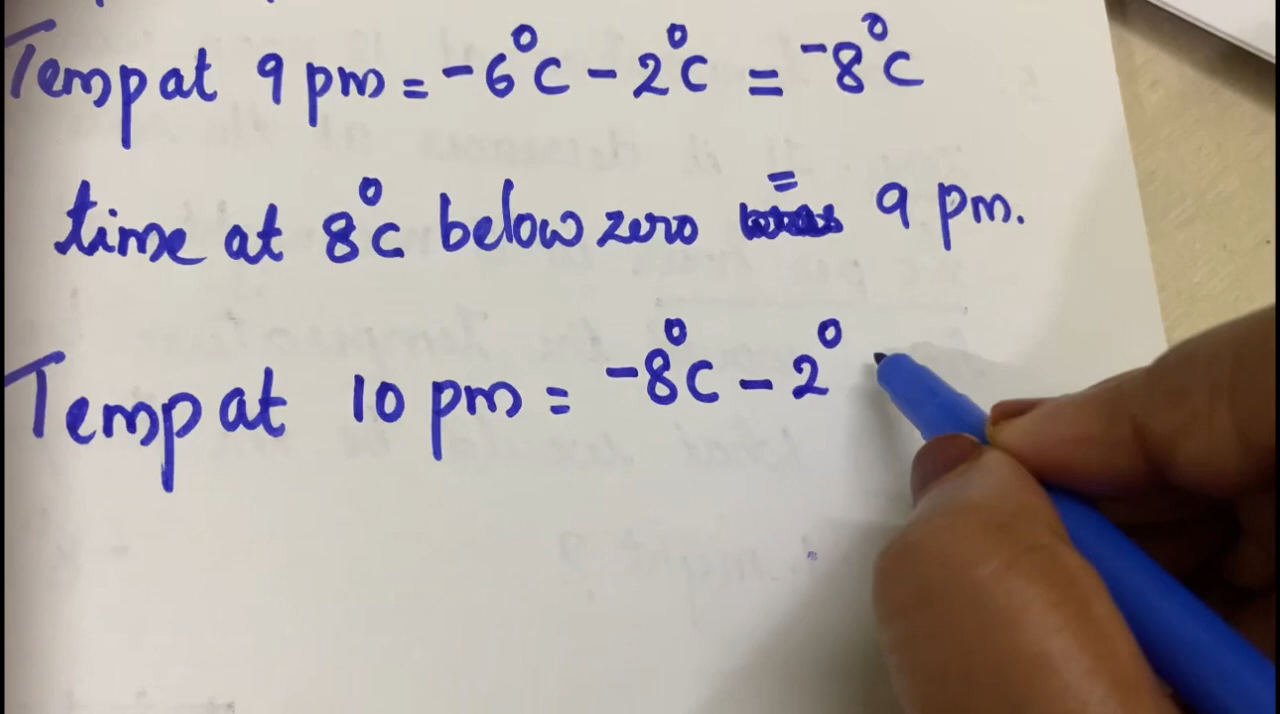 Temp at 9 pm = -6°C - 2°C = -8°C
time at 8°C below zero = 9 pm.
Temp at 10 pm = -8°C - 2°